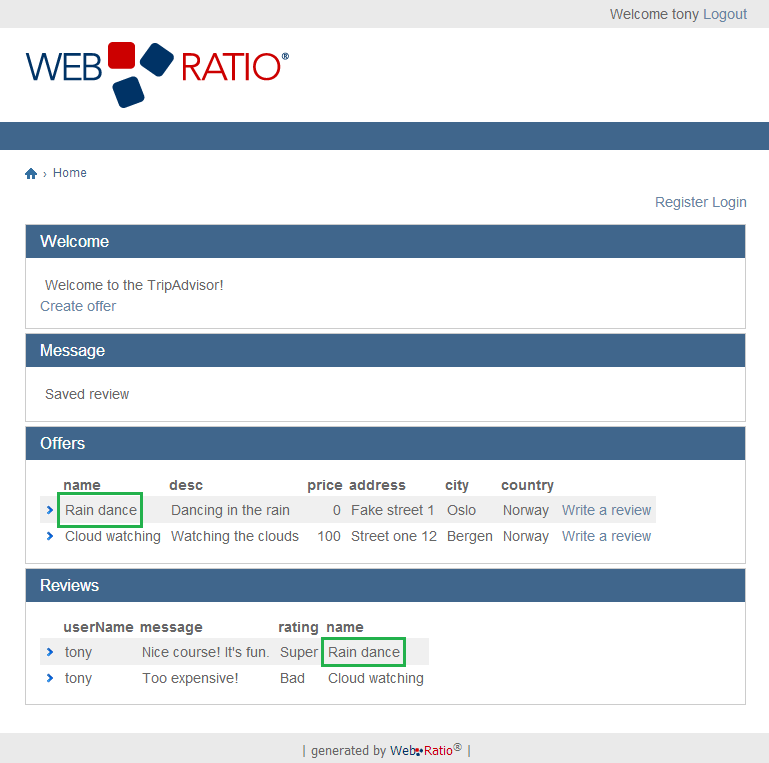 Welcome tony Logout
WEB RATIO®
› Home
Register Login
Welcome
Welcome to the TripAdvisor!
Create offer
Message
Saved review
Offers
name desc price address city country
Rain dance Dancing in the rain 0 Fake street 1 Oslo Norway Write a review
Cloud watching Watching the clouds 100 Street one 12 Bergen Norway Write a review
Reviews
userName message rating name
tony Nice course! It's fun. Super Rain dance
tony Too expensive! Bad Cloud watching
| generated by WebRatio® |